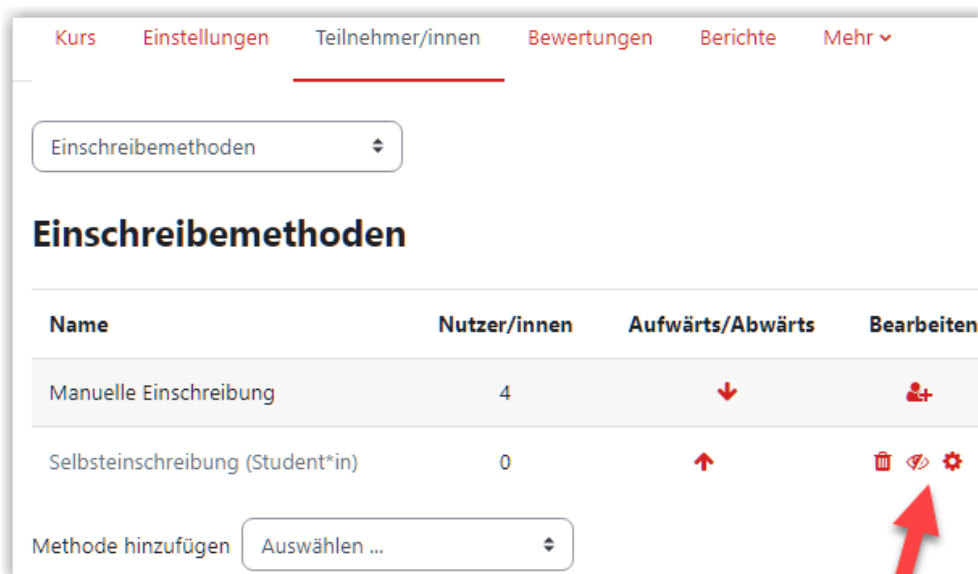 Kurs Einstellungen Teilnehmer/innen Bewertungen Berichte Mehr
Einschreibemethoden
Einschreibemethoden
Name Nutzer/innen Aufwärts/Abwärts Bearbeiten
Manuelle Einschreibung 4
Selbsteinschreibung (Student*in) 0
Methode hinzufügen Auswählen ...